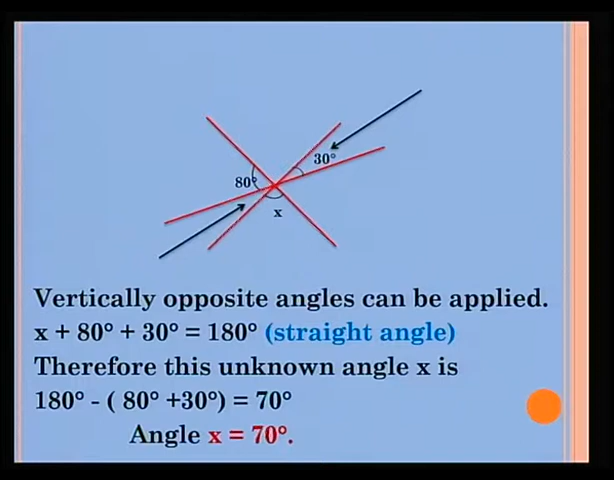 30°
80°
x
Vertically opposite angles can be applied.
x + 80° + 30° = 180° (straight angle)
Therefore this unknown angle x is
180° - ( 80° +30°) = 70°
Angle x = 70°.